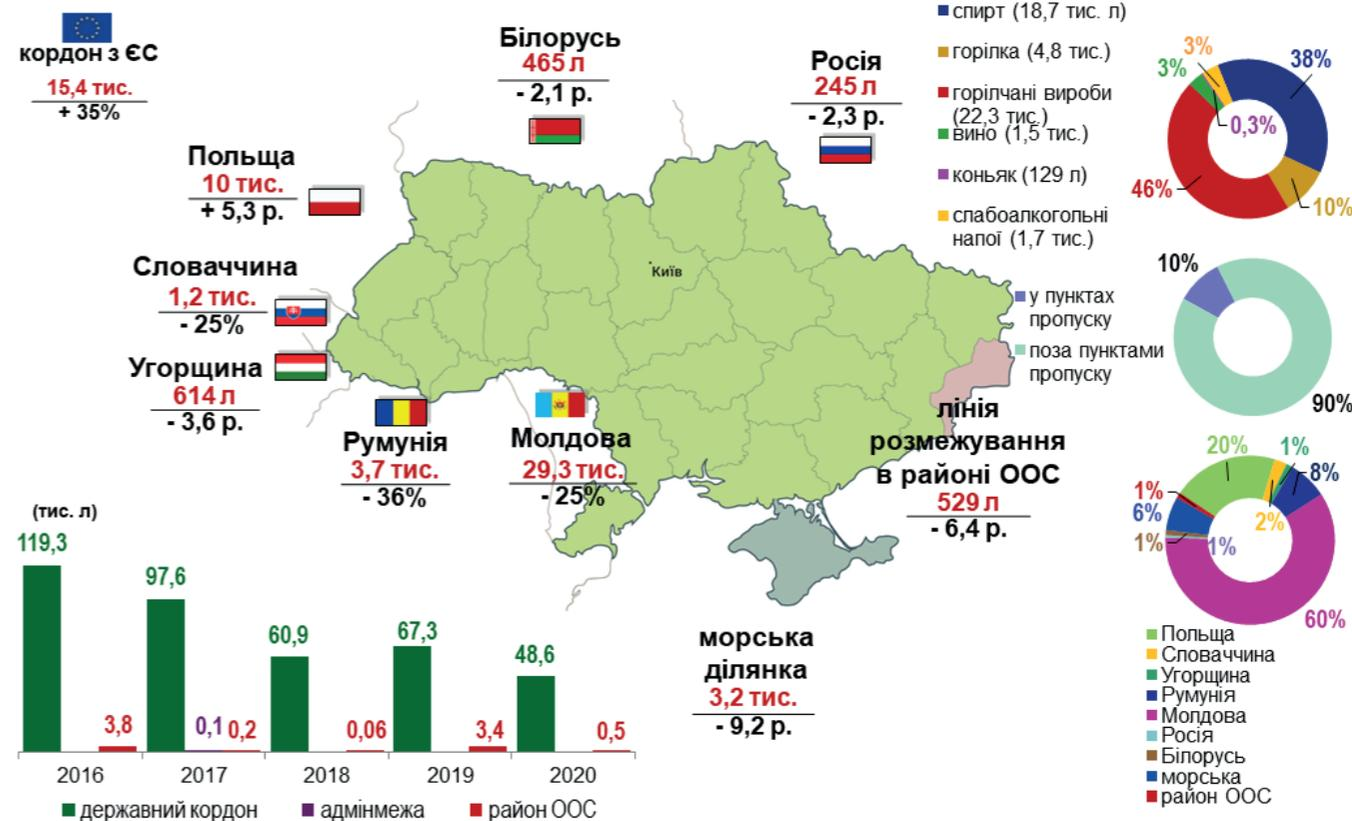 кордон з ЄС
15,4 тис.
+ 35%
Білорусь
465 л
- 2,1 р.
Росія
245 л
- 2,3 р.
Польща
10 тис.
+ 5,3 р.
Словаччина
1,2 тис.
- 25%
Угорщина
614 л
- 3,6 р.
Румунія
3,7 тис.
- 36%
Молдова
29,3 тис.
- 25%
Київ
лінія
розмежування
в районі ООС
529 л
- 6,4 р.
морська
ділянка
3,2 тис.
- 9,2 р.
спирт (18,7 тис. л)
горілка (4,8 тис.)
горілчані вироби
(22,3 тис.)
вино (1,5 тис.)
коньяк (129 л)
слабоалкогольні
напої (1,7 тис.)
3%
38%
3%
0,3%
46%
10%
у пунктах
пропуску
поза пунктами
пропуску
10%
90%
20%
1%
8%
1%
2%
6%
1%
1%
60%
Польща
Словаччина
Угорщина
Румунія
Молдова
Росія
Білорусь
морська
район ООС
(тис. л)
119,3
97,6
60,9
67,3
48,6
3,8
0,1
0,2
0,06
3,4
0,5
2016
2017
2018
2019
2020
державний кордон
адмінмежа
район ООС